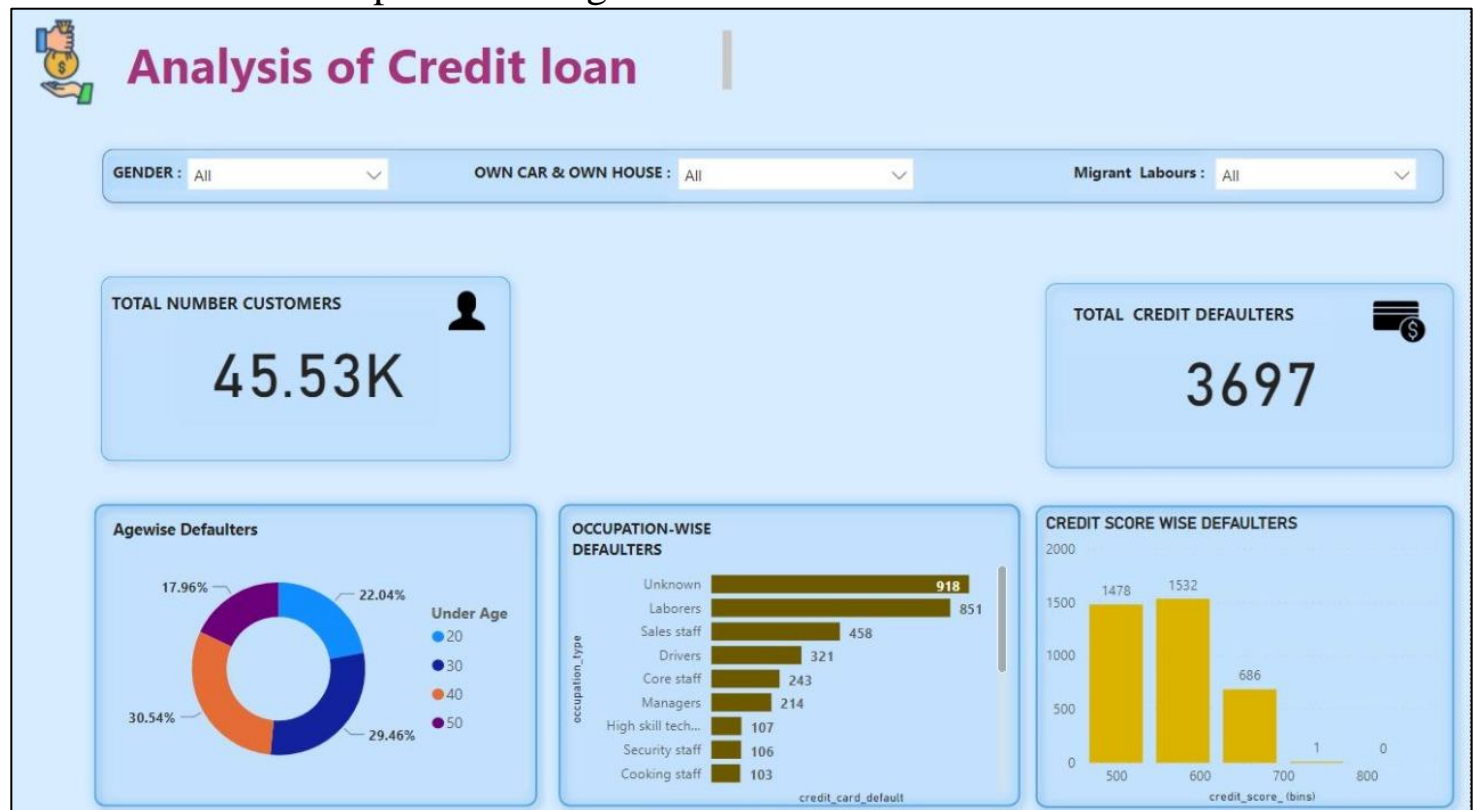 Analysis of Credit loan
GENDER : All
OWN CAR & OWN HOUSE : All
Migrant Labours : All
TOTAL NUMBER CUSTOMERS
45.53K
TOTAL CREDIT DEFAULTERS
3697
Agewise Defaulters
17.96%
22.04%
30.54%
29.46%
Under Age
20
30
40
50
OCCUPATION-WISE
DEFAULTERS
occupation_type
Unknown 918
Laborers 851
Sales staff 458
Drivers 321
Core staff 243
Managers 214
High skill tech... 107
Security staff 106
Cooking staff 103
credit_card_default
CREDIT SCORE WISE DEFAULTERS
2000
1500
1000
500
0
1478
1532
686
1
0
500 600 700 800
credit_score_ (bins)